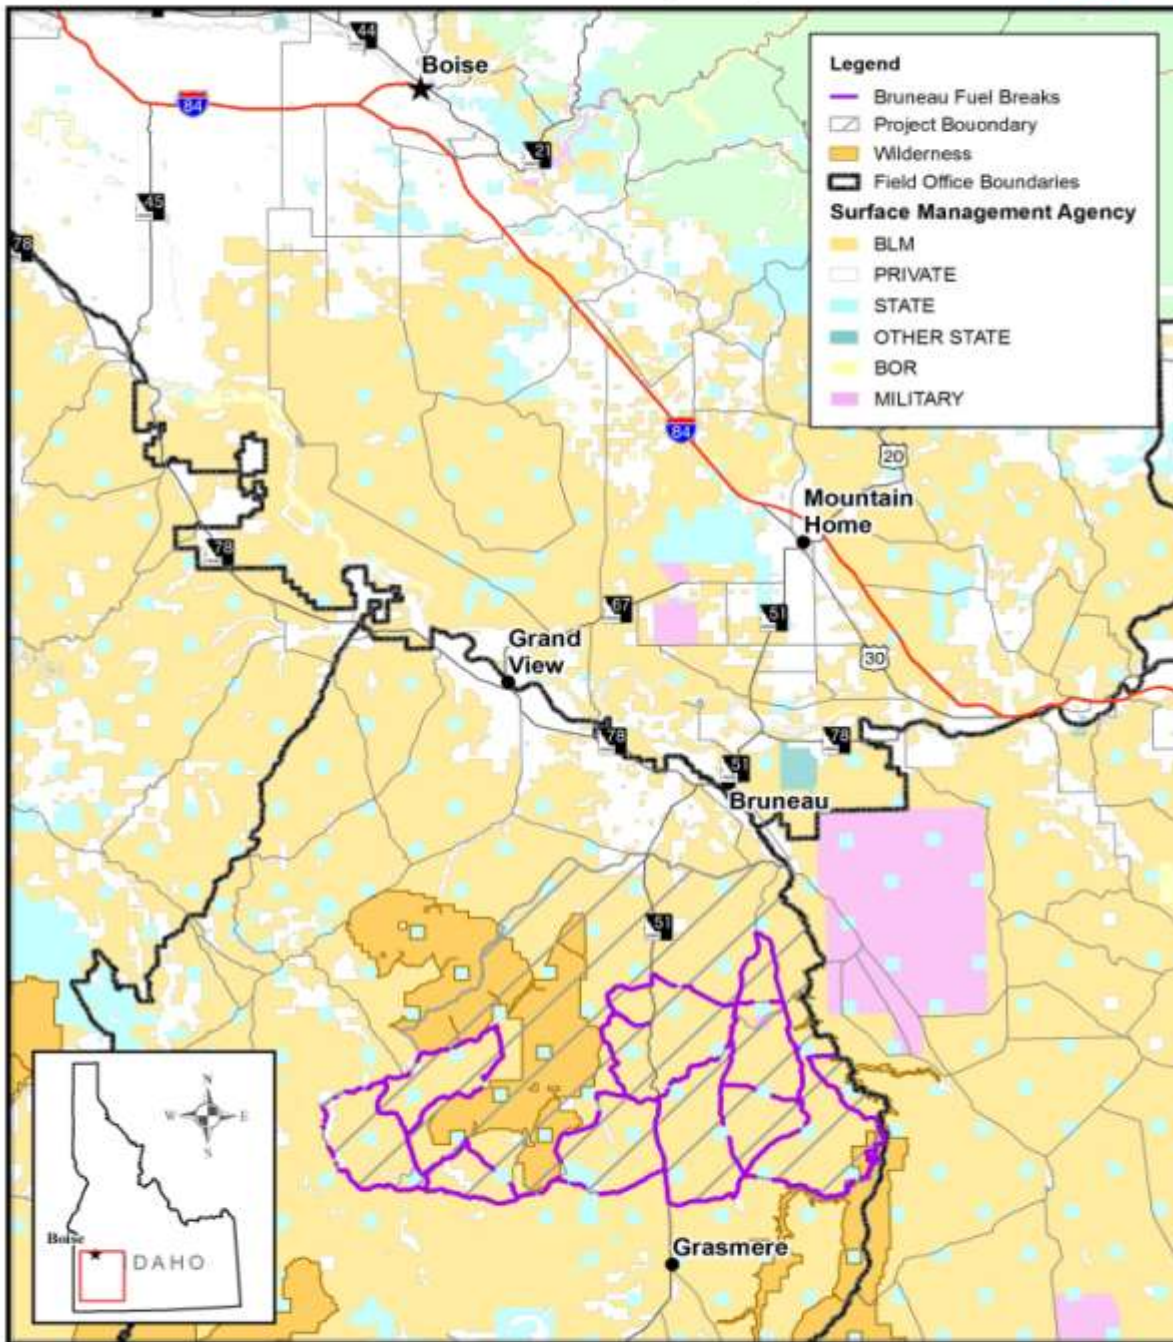 44
Boise
84
21
45
78
Legend
Bruneau Fuel Breaks
Project Bouondary
Wilderness
Field Office Boundaries
Surface Management Agency
BLM
PRIVATE
STATE
OTHER STATE
BOR
MILITARY
84
20
Mountain
Home
78
67
51
Grand
View
30
78
78
51
Bruneau
51
N
W
E
S
Boise
IDAHO
Grasmere